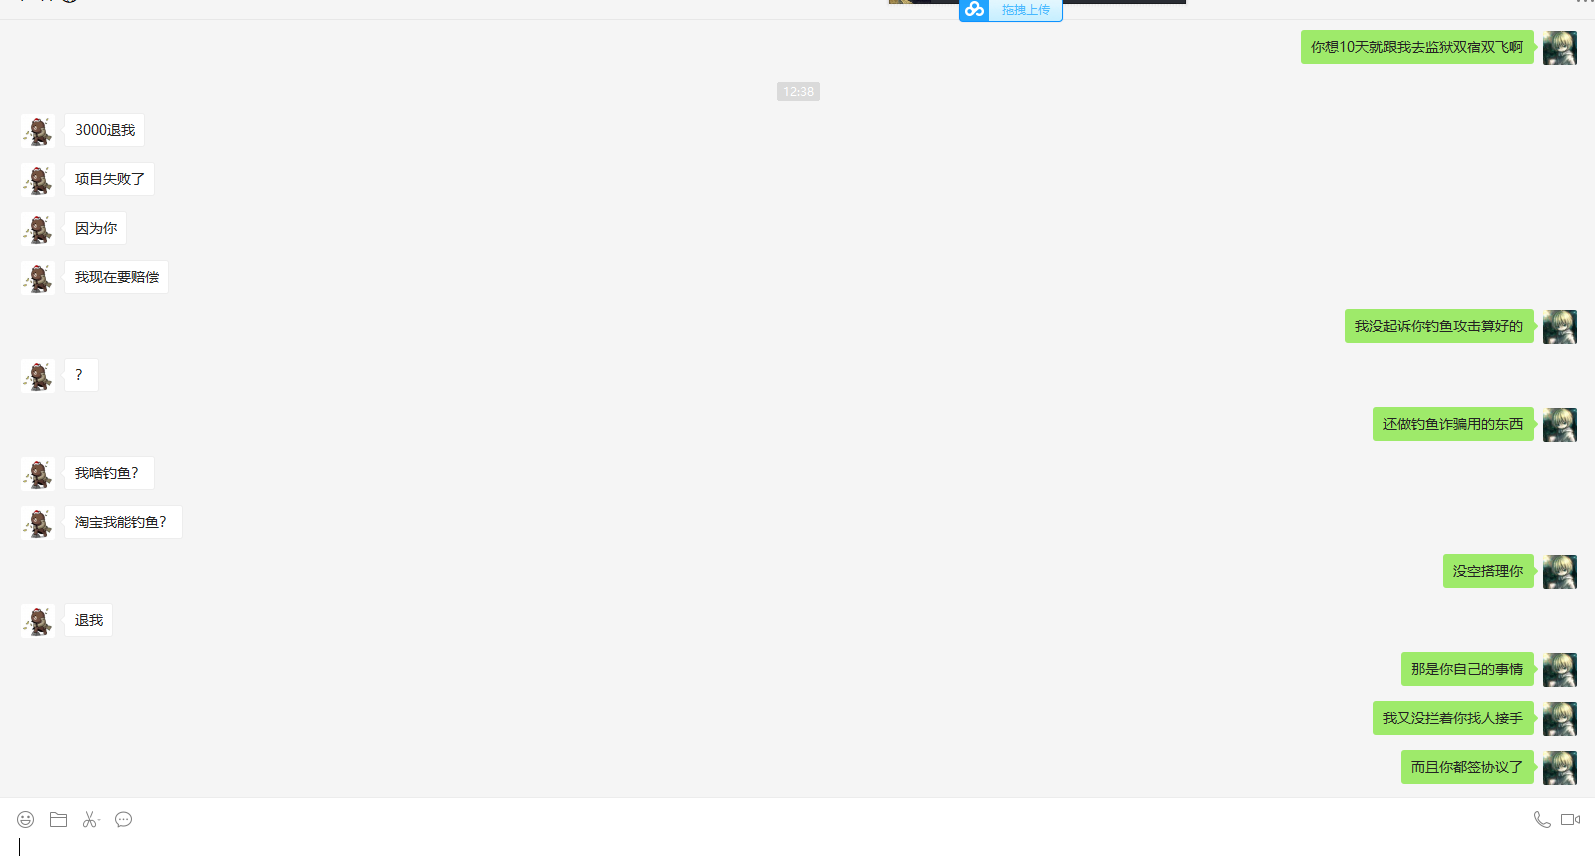 拖拽上传
你想10天就跟我去监狱双宿双飞啊
12:38
3000退我
项目失败了
因为你
我现在要赔偿
我没起诉你钓鱼攻击算好的
?
还做钓鱼诈骗用的东西
我啥钓鱼?
淘宝我能钓鱼?
没空搭理你
退我
那是你自己的事情
我又没拦着你找人接手
而且你都签协议了